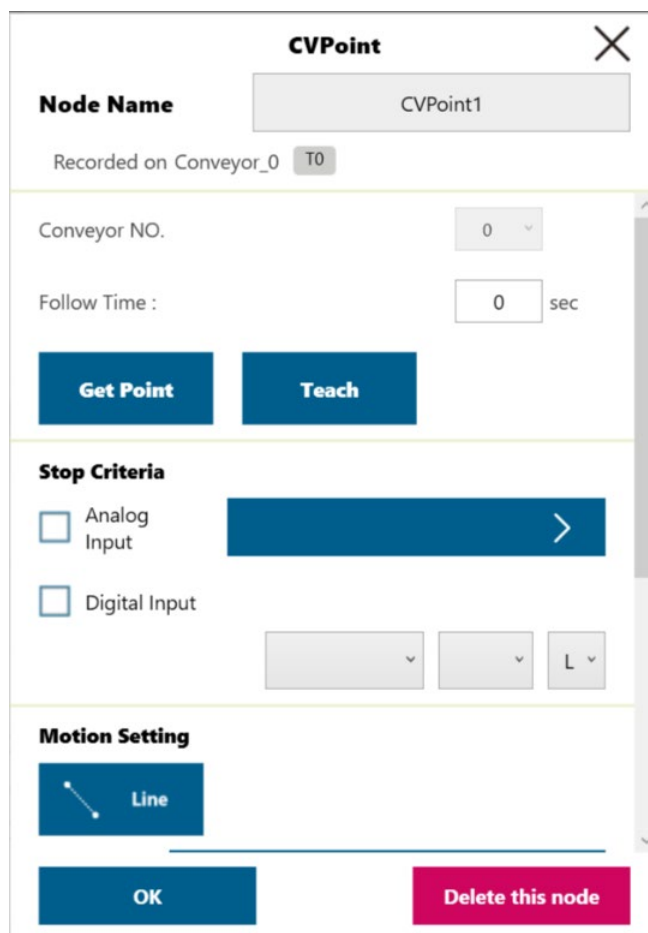 CVPoint
Node Name
CVPoint1
Recorded on Conveyor_0 T0
Conveyor NO.
0
Follow Time :
0 sec
Get Point
Teach
Stop Criteria
Analog
Input
Digital Input
L
Motion Setting
Line
OK
Delete this node